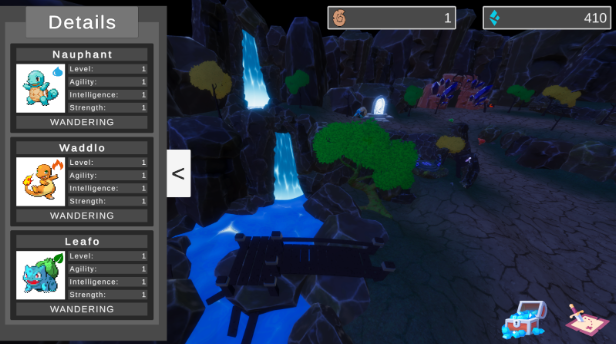 Details
1
410
Nauphant
Level: 1
Agility: 1
Intelligence: 1
Strength: 1
WANDERING
Waddlo
Level: 1
Agility: 1
Intelligence: 1
Strength: 1
WANDERING
<
Leafo
Level: 1
Agility: 1
Intelligence: 1
Strength: 1
WANDERING